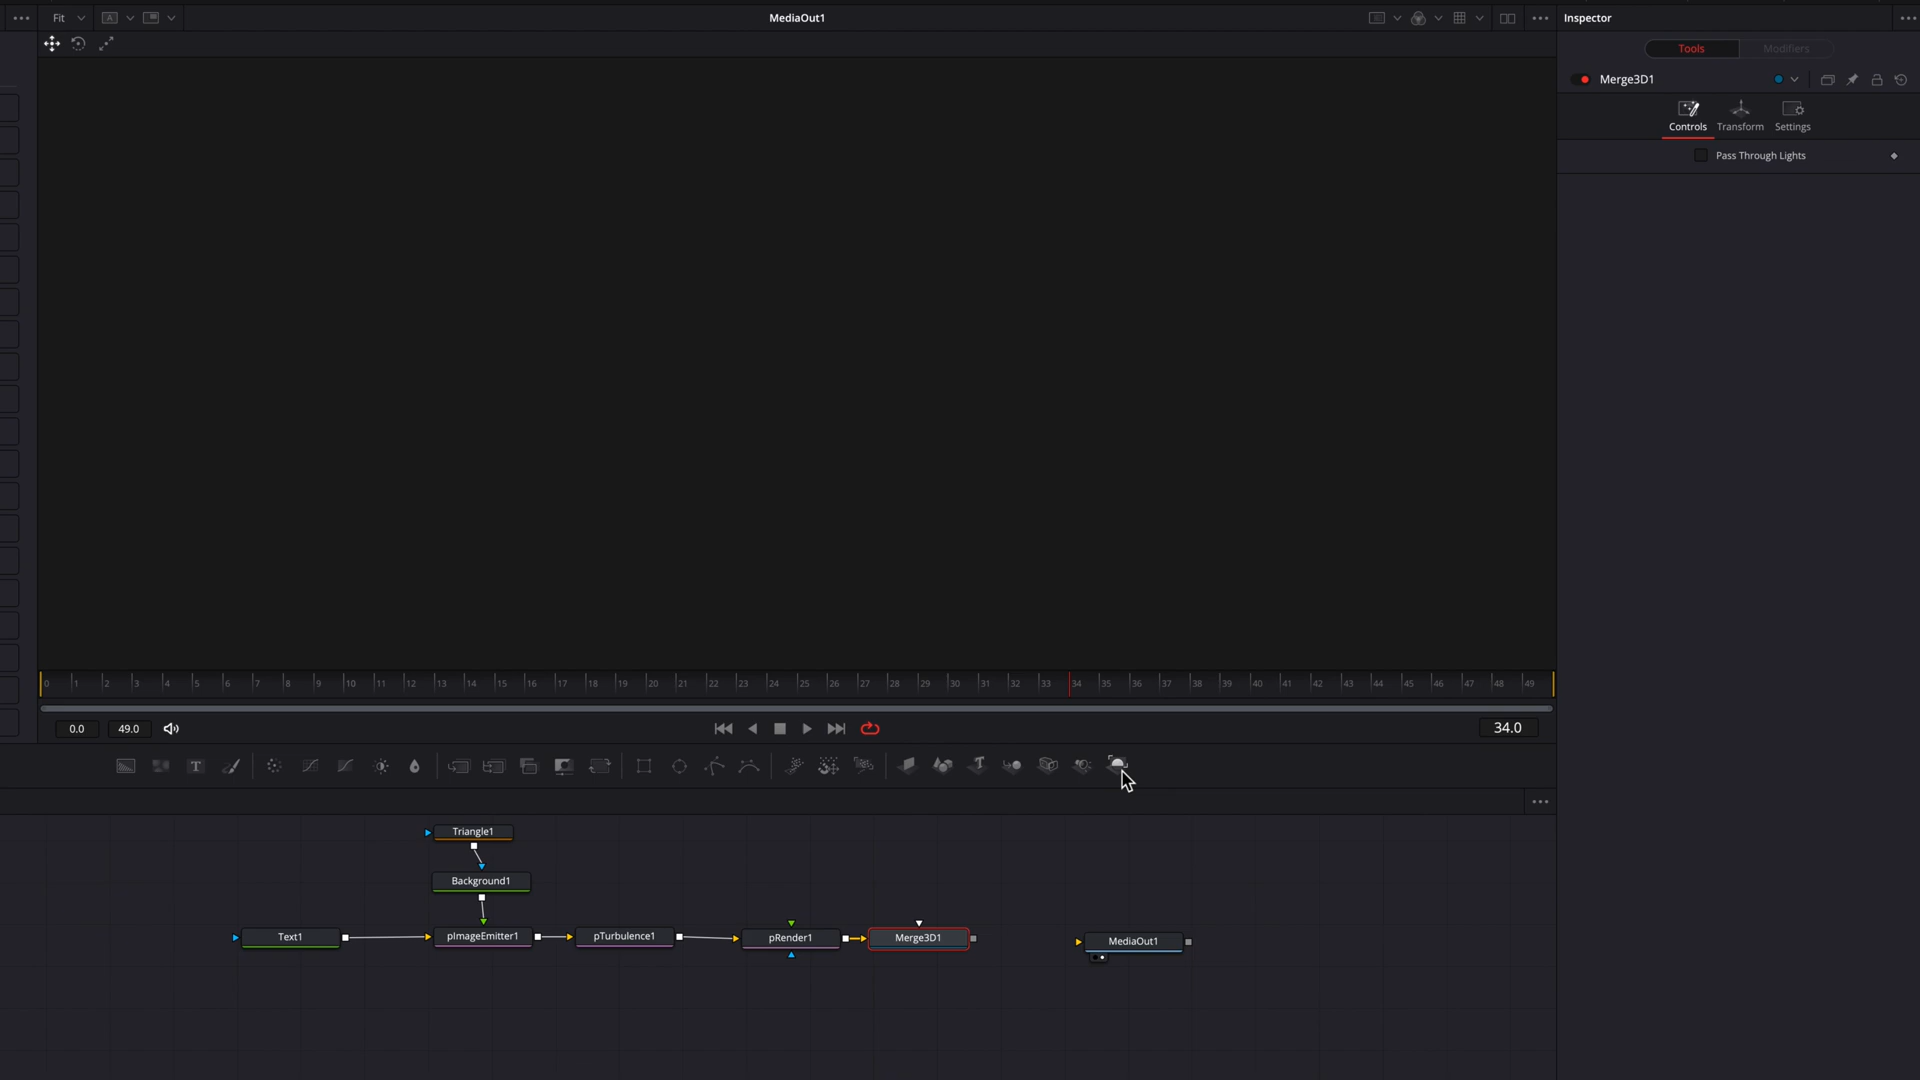 Fit
A
MediaOut1
Inspector
Tools
Modifiers
Merge3D1
Controls
Transform
Settings
Pass Through Lights
0 1 2 3 4 5 6 7 8 9 10 11 12 13 14 15 16 17 18 19 20 21 22 23 24 25 26 27 28 29 30 31 32 33 34 35 36 37 38 39 40 41 42 43 44 45 46 47 48 49
0.0
49.0
34.0
T
T
Triangle1
Background1
Text1
pImageEmitter1
pTurbulence1
pRender1
Merge3D1
MediaOut1